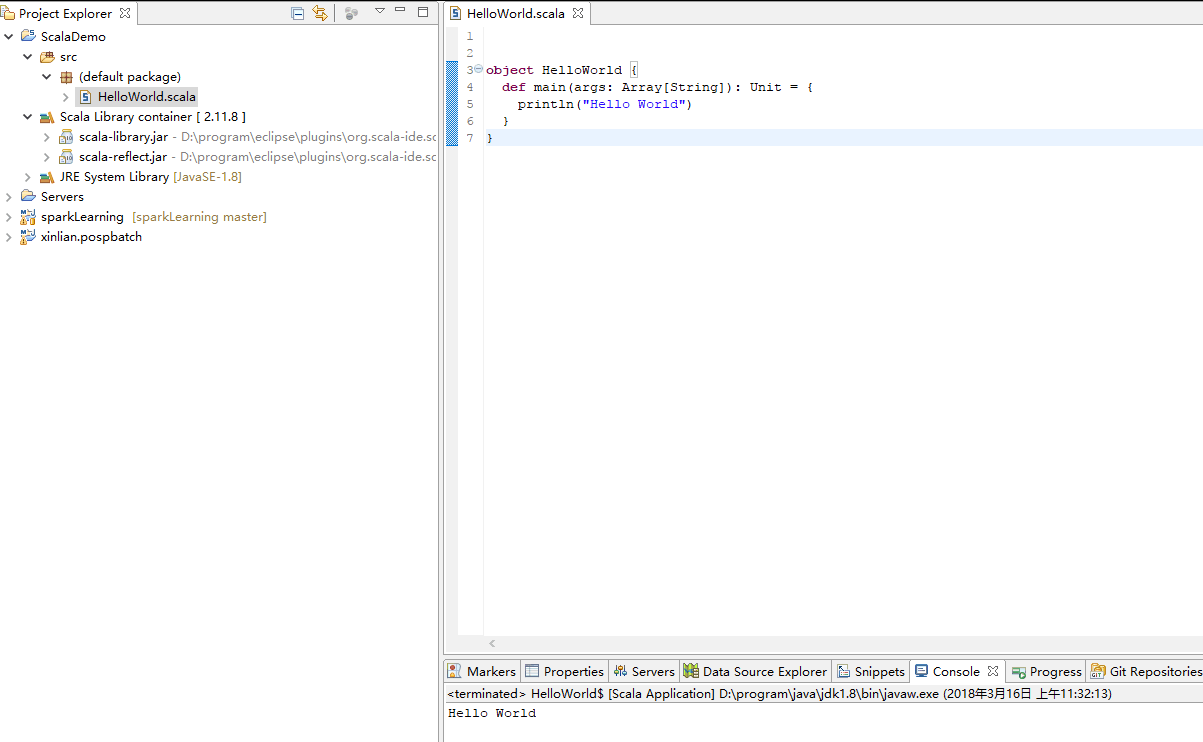 Project Explorer
ScalaDemo
src
(default package)
HelloWorld.scala
Scala Library container [ 2.11.8 ]
scala-library.jar - D:\program\eclipse\plugins\org.scala-ide.sc
scala-reflect.jar - D:\program\eclipse\plugins\org.scala-ide.sc
JRE System Library [JavaSE-1.8]
Servers
sparkLearning [sparkLearning master]
xinlian.pospbatch
HelloWorld.scala
1
2
3 object HelloWorld {
4 def main(args: Array[String]): Unit = {
5 println("Hello World")
6 }
7 }
Markers Properties Servers Data Source Explorer Snippets Console Progress Git Repositories
<terminated> HelloWorld$ [Scala Application] D:\program\java\jdk1.8\bin\javaw.exe (2018年3月16日 上午11:32:13)
Hello World